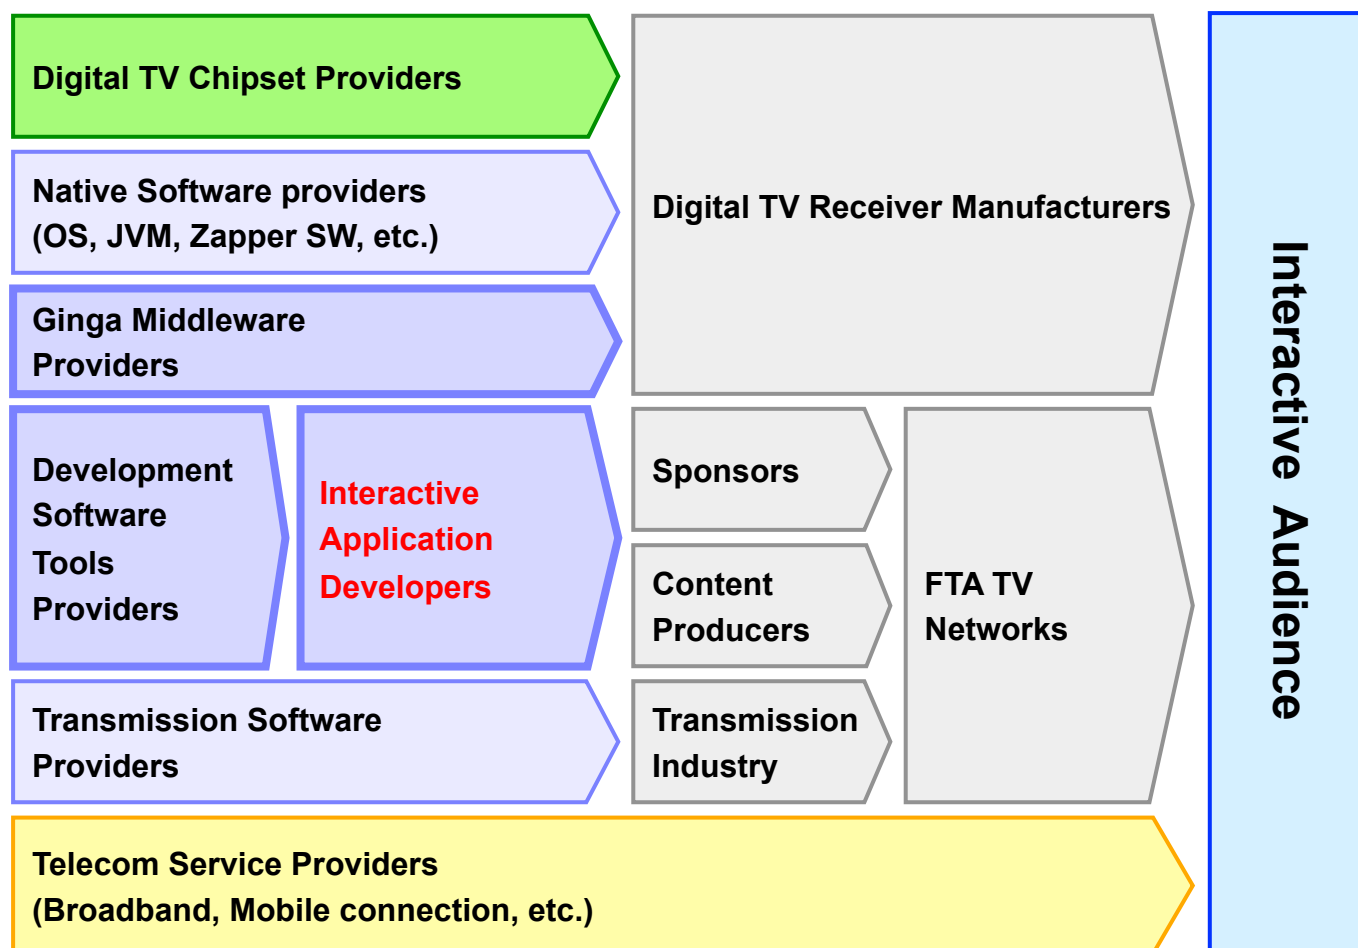 Digital TV Chipset Providers
Native Software providers
(OS, JVM, Zapper SW, etc.)
Ginga Middleware
Providers
Development
Software
Tools
Providers
Interactive
Application
Developers
Transmission Software
Providers
Telecom Service Providers
(Broadband, Mobile connection, etc.)
Digital TV Receiver Manufacturers
Sponsors
Content
Producers
Transmission
Industry
FTA TV
Networks
Interactive Audience